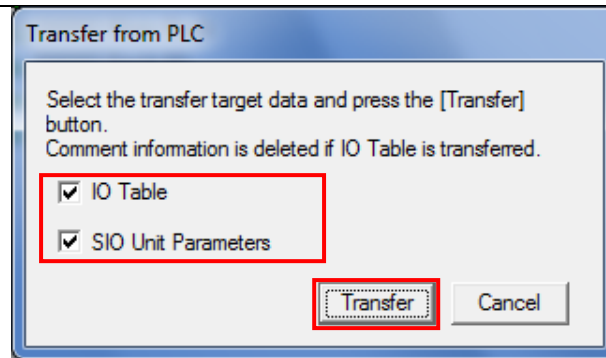 Transfer from PLC
Select the transfer target data and press the [Transfer]
button.
Comment information is deleted if IO Table is transferred.
IO Table
SIO Unit Parameters
Transfer Cancel